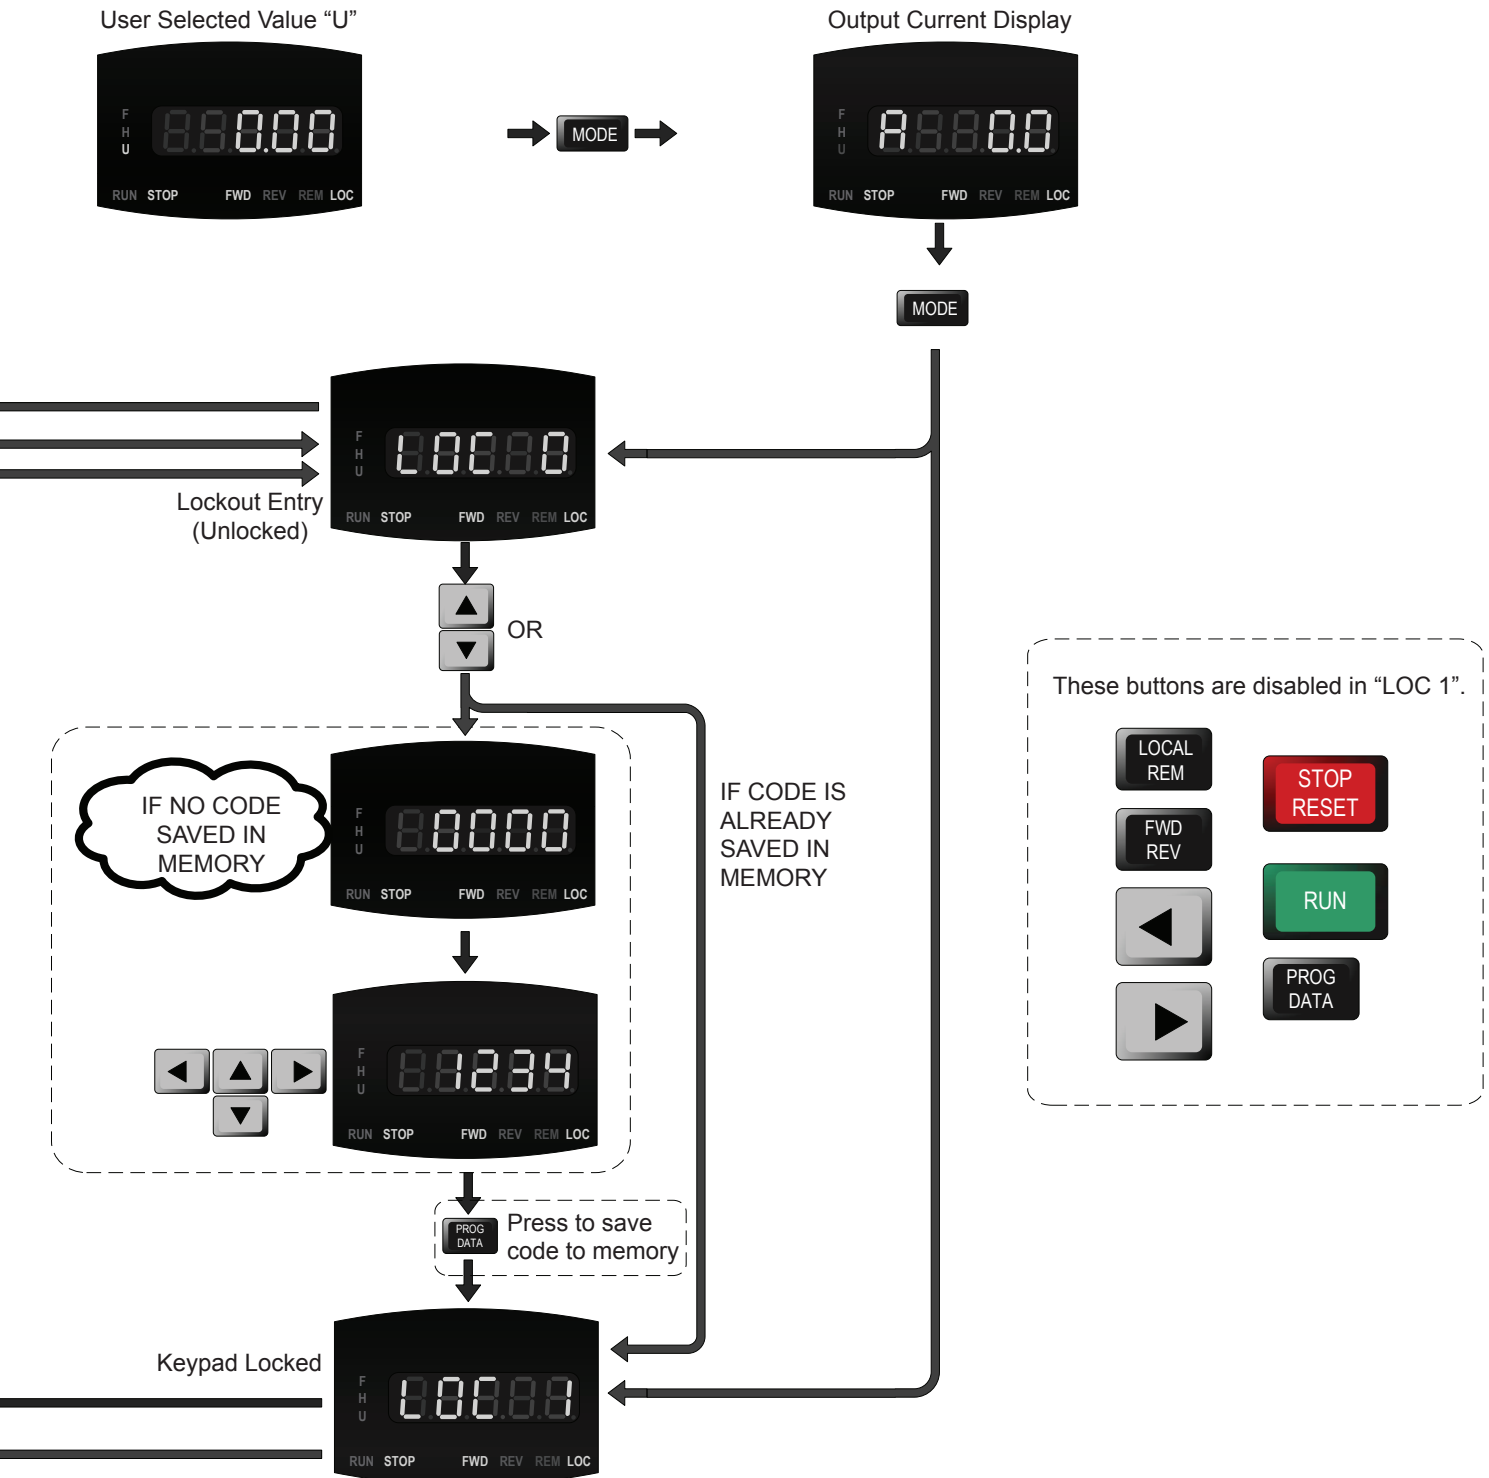 User Selected Value “U”
Output Current Display
F
H
U
0.00
RUN STOP FWD REV REM LOC
MODE
F
H
U
A 0.0
RUN STOP FWD REV REM LOC
MODE
F
H
U
LOC 0
RUN STOP FWD REV REM LOC
Lockout Entry
(Unlocked)
OR
These buttons are disabled in “LOC 1”.
LOCAL
REM
STOP
RESET
FWD
REV
RUN
PROG
DATA
IF NO CODE
SAVED IN
MEMORY
F
H
U
0000
RUN STOP FWD REV REM LOC
IF CODE IS
ALREADY
SAVED IN
MEMORY
F
H
U
1234
RUN STOP FWD REV REM LOC
PROG
DATA
Press to save
code to memory
Keypad Locked
F
H
U
LOC 1
RUN STOP FWD REV REM LOC